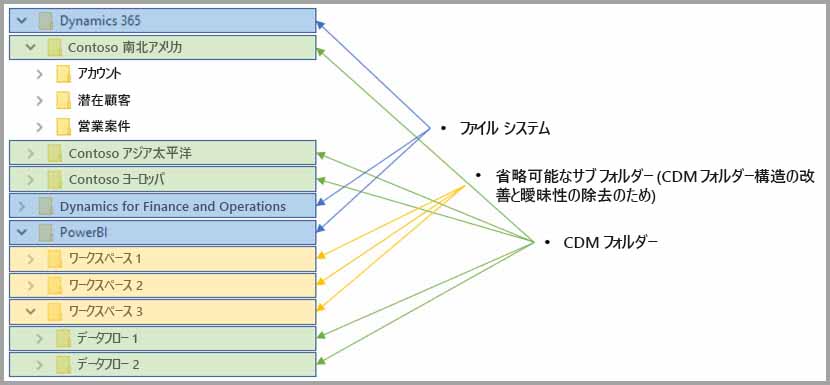 Dynamics 365
Contoso 南北アメリカ
アカウント
潜在顧客
営業案件
Contoso アジア太平洋
Contoso ヨーロッパ
Dynamics for Finance and Operations
PowerBI
ワークスペース 1
ワークスペース 2
ワークスペース 3
データフロー 1
データフロー 2
• ファイル システム
• 省略可能なサブフォルダー (CDM フォルダー構造の改
善と曖昧性の除去のため)
• CDM フォルダー